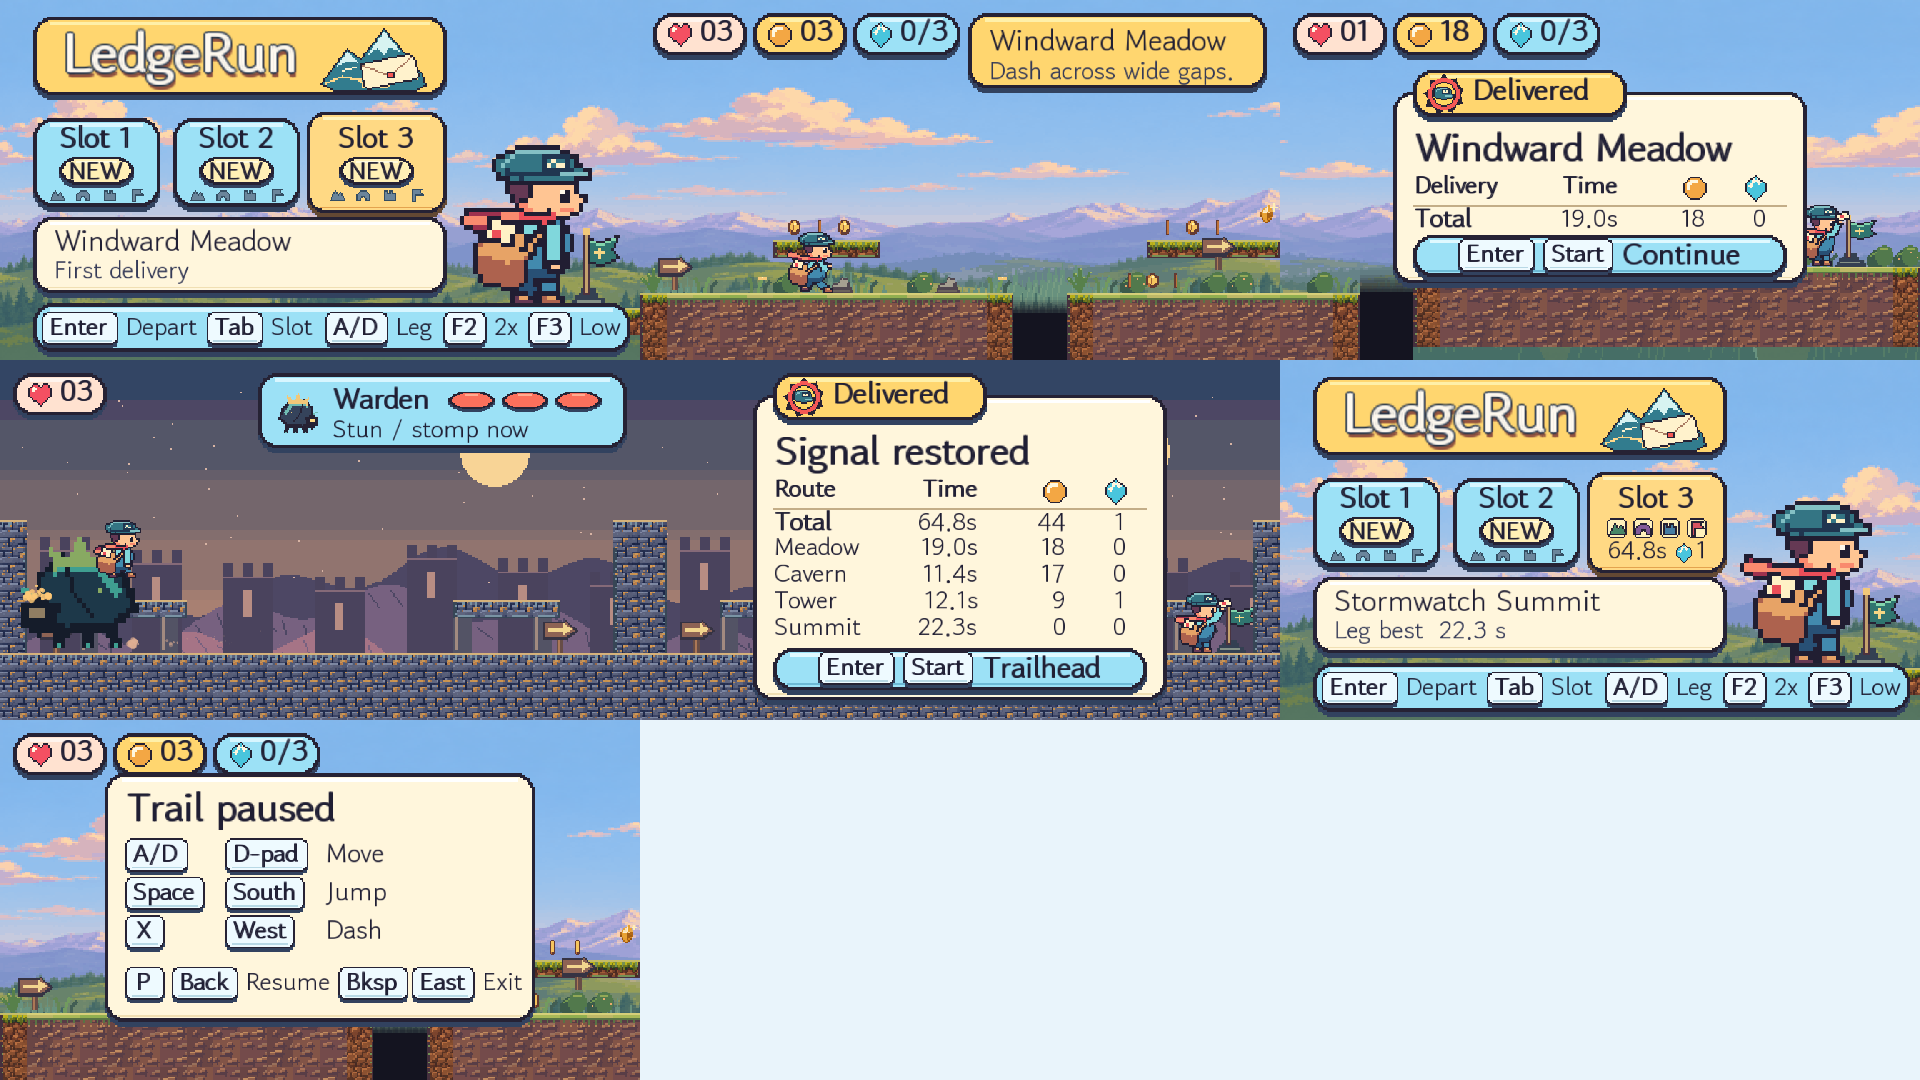 LedgeRun
Slot 1
NEW
Slot 2
NEW
Slot 3
NEW
Windward Meadow
First delivery
Enter Depart Tab Slot A/D Leg F2 2x F3 Low
03 03 0/3
Windward Meadow
Dash across wide gaps.
01 18 0/3
Delivered
Windward Meadow
Delivery Time
Total 19.0s 18 0
Enter Start Continue
03
Warden
Stun / stomp now
Delivered
Signal restored
Route Time
Total 64.8s 44 1
Meadow 19.0s 18 0
Cavern 11.4s 17 0
Tower 12.1s 9 1
Summit 22.3s 0 0
Enter Start Trailhead
LedgeRun
Slot 1
NEW
Slot 2
NEW
Slot 3
64.8s 1
Stormwatch Summit
Leg best 22.3 s
Enter Depart Tab Slot A/D Leg F2 2x F3 Low
03 03 0/3
Trail paused
A/D D-pad Move
Space South Jump
X West Dash
P Back Resume Bksp East Exit